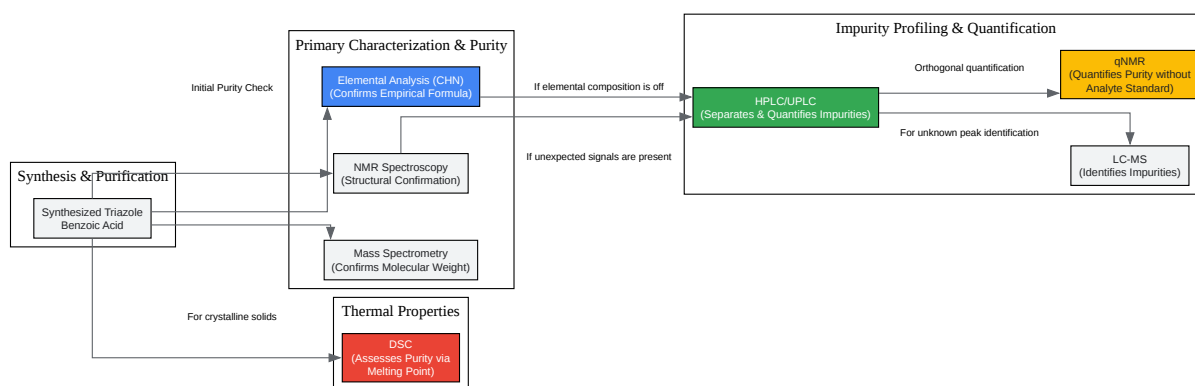 Synthesis & Purification
Synthesized Triazole
Benzoic Acid
Initial Purity Check
For crystalline solids
Primary Characterization & Purity
Elemental Analysis (CHN)
(Confirms Empirical Formula)
NMR Spectroscopy
(Structural Confirmation)
Mass Spectrometry
(Confirms Molecular Weight)
Thermal Properties
DSC
(Assesses Purity via
Melting Point)
If elemental composition is off
If unexpected signals are present
Impurity Profiling & Quantification
HPLC/UPLC
(Separates & Quantifies Impurities)
Orthogonal quantification
For unknown peak identification
qNMR
(Quantifies Purity without
Analyte Standard)
LC-MS
(Identifies Impurities)